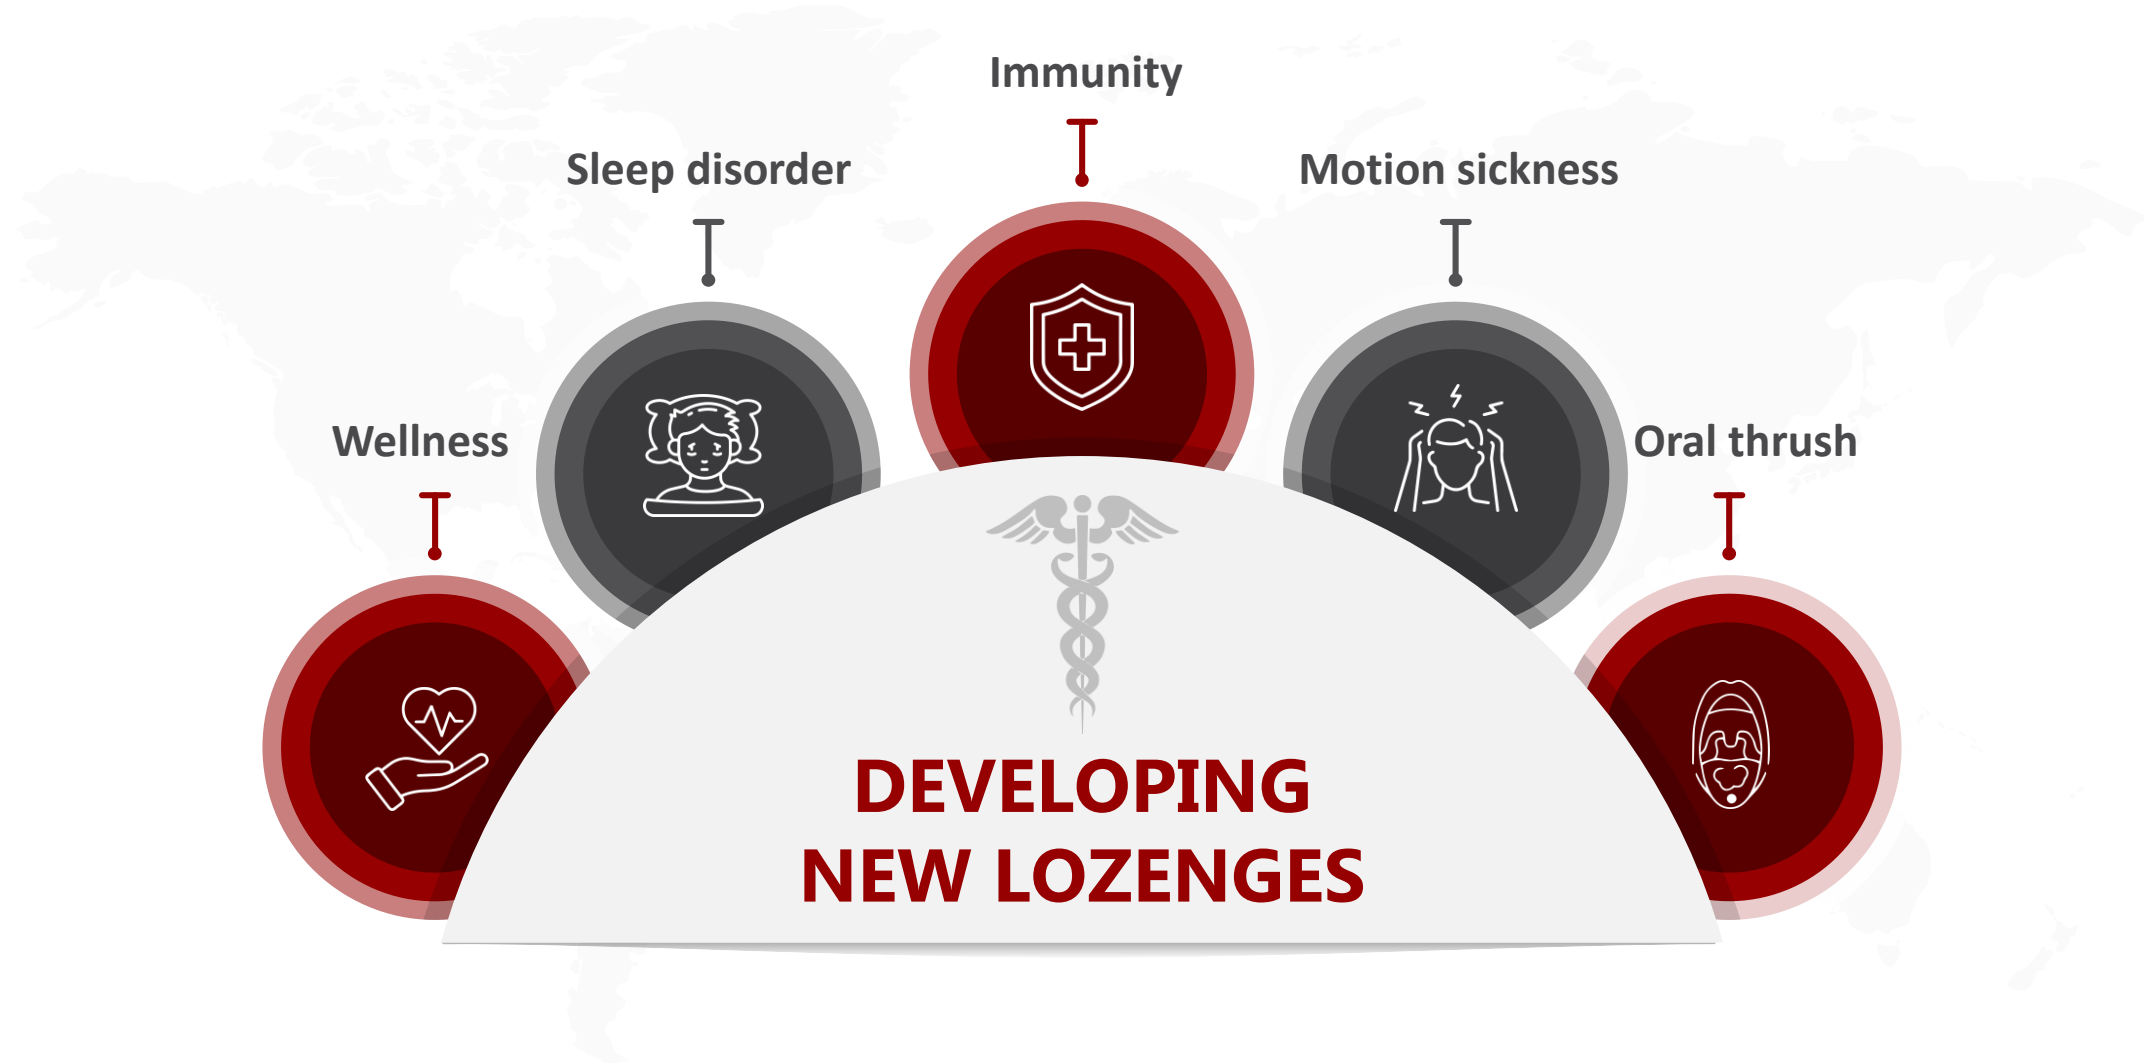 Immunity
Sleep disorder
Motion sickness
Wellness
Oral thrush
DEVELOPING
NEW LOZENGES